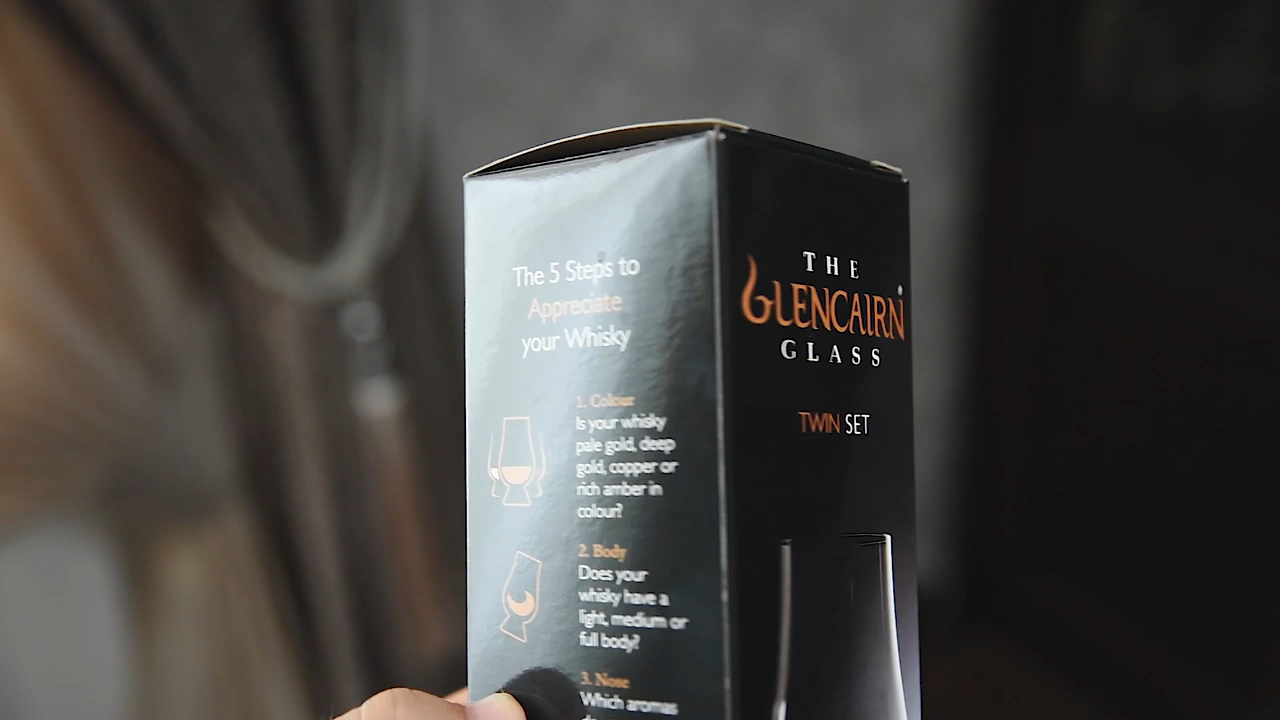 The 5 Steps to
Appreciate
your Whisky
1. Colour
Is your whisky
pale gold, deep
gold, copper or
rich amber in
colour?
2. Body
Does your
whisky have a
light, medium or
full body?
3. Nose
Which aromas
THE
GLENCAIRN
GLASS
TWIN SET